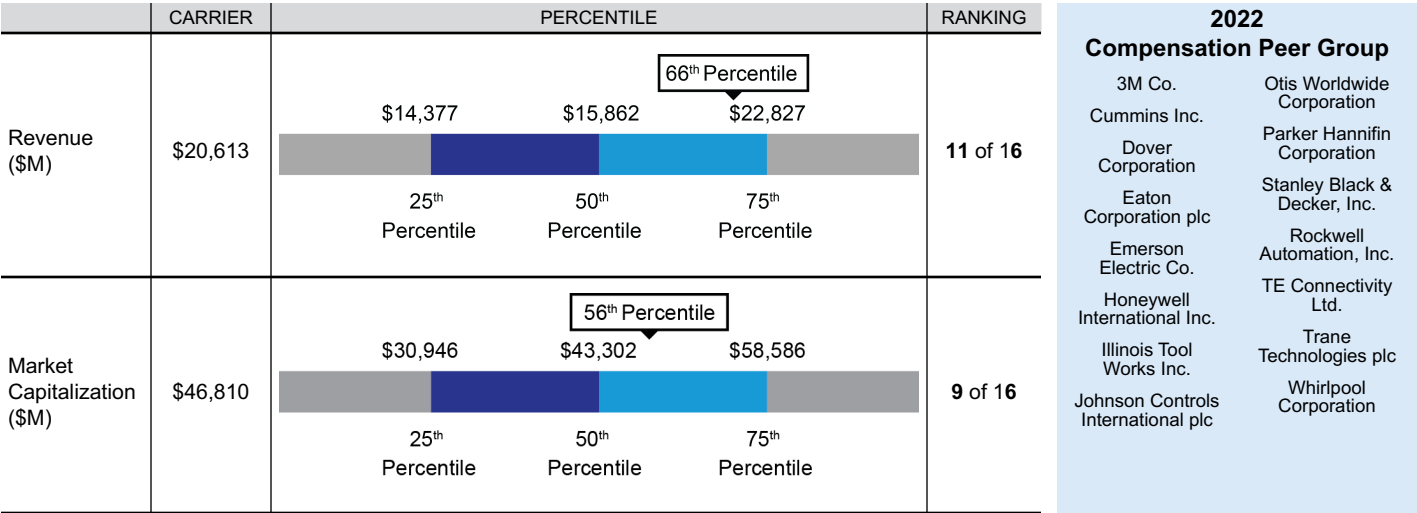 CARRIER PERCENTILE RANKING
66th Percentile
$14,377 $15,862 $22,827
Revenue
($M)
$20,613
11 of 16
25th 50th 75th
Percentile Percentile Percentile
56th Percentile
$30,946 $43,302 $58,586
Market
Capitalization
($M)
$46,810
9 of 16
25th 50th 75th
Percentile Percentile Percentile
2022
Compensation Peer Group
3M Co.
Cummins Inc.
Dover
Corporation
Eaton
Corporation plc
Emerson
Electric Co.
Honeywell
International Inc.
Illinois Tool
Works Inc.
Johnson Controls
International plc
Otis Worldwide
Corporation
Parker Hannifin
Corporation
Stanley Black &
Decker, Inc.
Rockwell
Automation, Inc.
TE Connectivity
Ltd.
Trane
Technologies plc
Whirlpool
Corporation